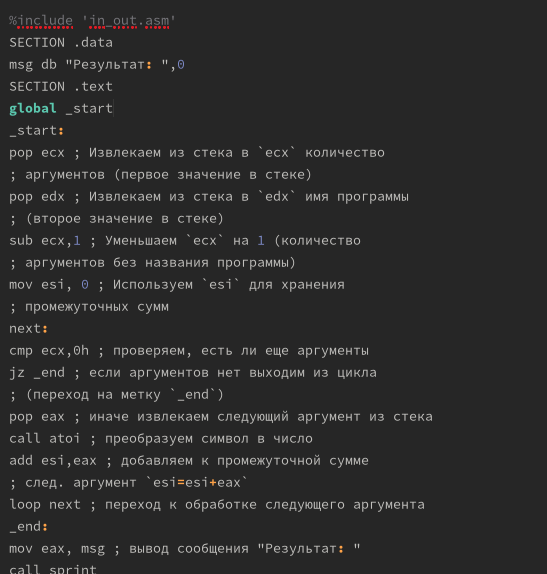 %include 'in_out.asm'
SECTION .data
msg db "Результат: ",0
SECTION .text
global _start
_start:
pop ecx ; Извлекаем из стека в `ecx` количество
; аргументов (первое значение в стеке)
pop edx ; Извлекаем из стека в `edx` имя программы
; (второе значение в стеке)
sub ecx,1 ; Уменьшаем `ecx` на 1 (количество
; аргументов без названия программы)
mov esi, 0 ; Используем `esi` для хранения
; промежуточных сумм
next:
cmp ecx,0h ; проверяем, есть ли еще аргументы
jz _end ; если аргументов нет выходим из цикла
; (переход на метку `_end`)
pop eax ; иначе извлекаем следующий аргумент из стека
call atoi ; преобразуем символ в число
add esi,eax ; добавляем к промежуточной сумме
; след. аргумент `esi=esi+eax`
loop next ; переход к обработке следующего аргумента
_end:
mov eax, msg ; вывод сообщения "Результат: "
call sprint